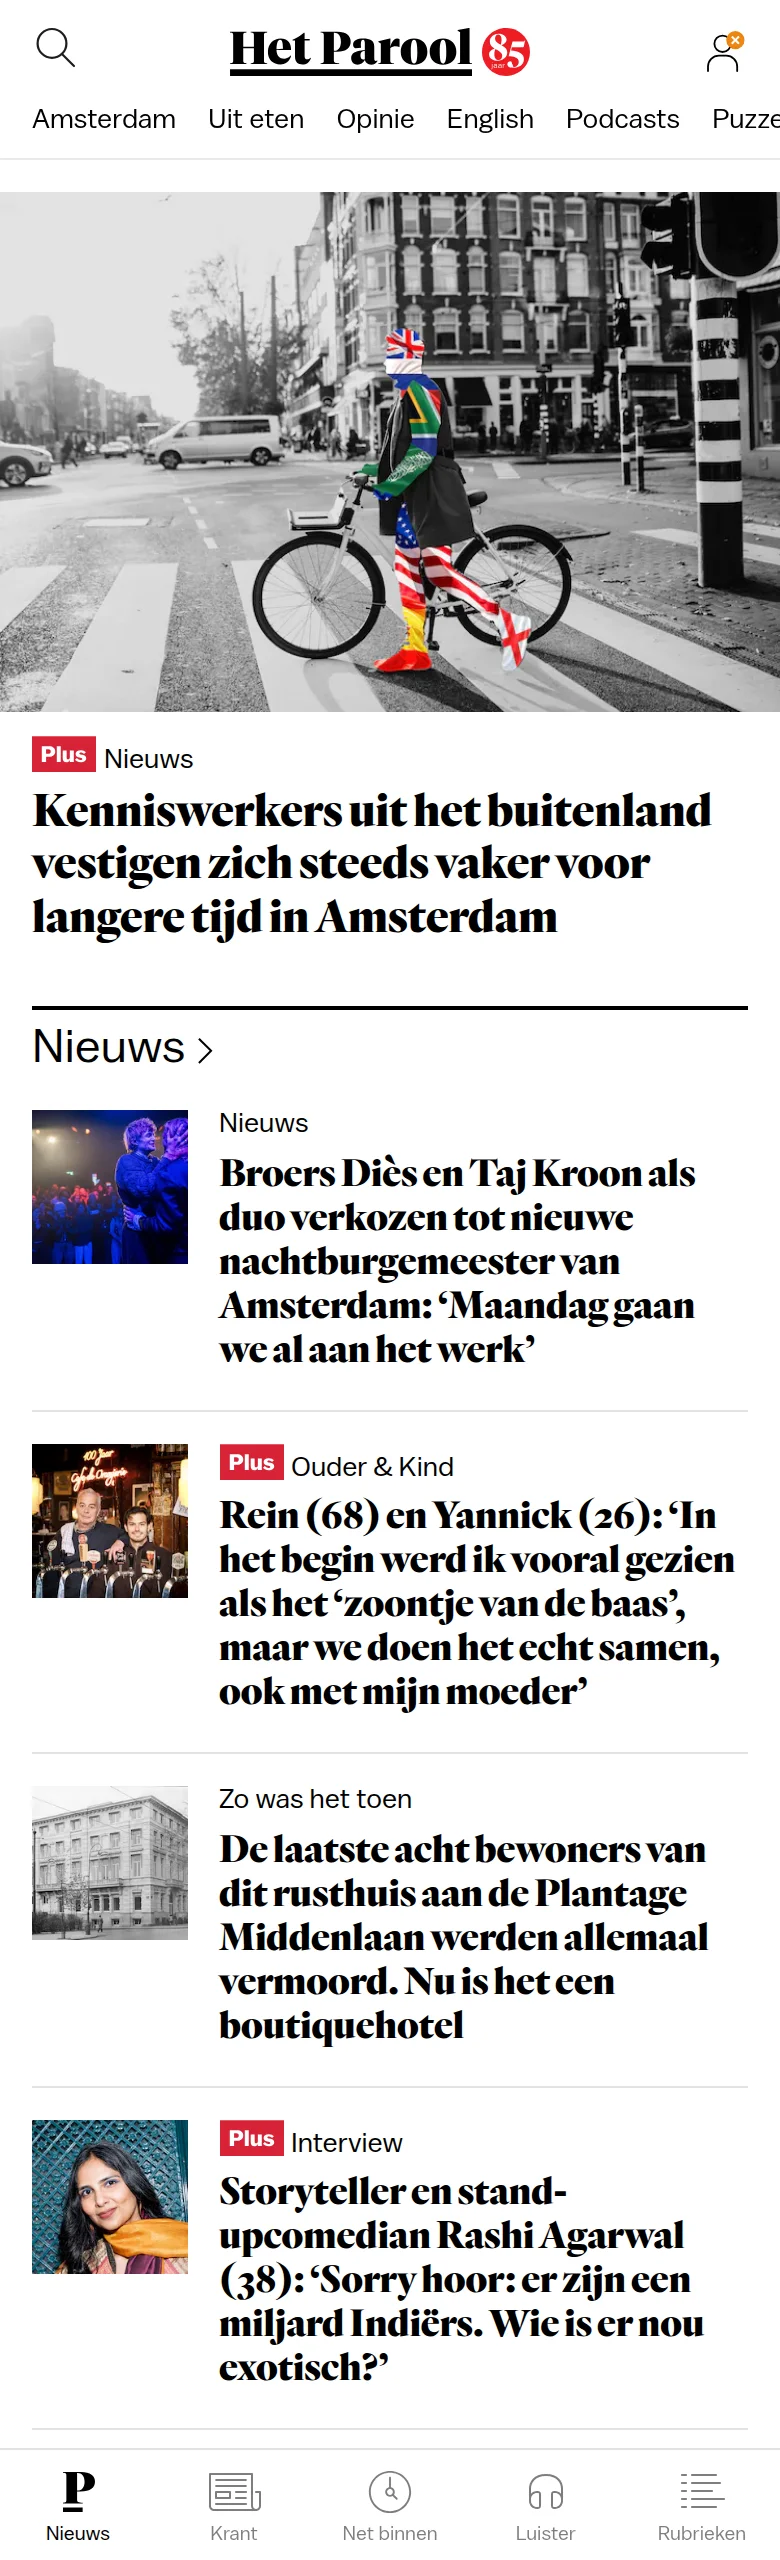 Het Parool 85 jaar
Amsterdam Uit eten Opinie English Podcasts Puzze
Plus Nieuws
Kenniswerkers uit het buitenland
vestigen zich steeds vaker voor
langere tijd in Amsterdam
Nieuws
Nieuws
Broers Diès en Taj Kroon als
duo verkozen tot nieuwe
nachtburgemeester van
Amsterdam: ‘Maandag gaan
we al aan het werk’
100 jaar
Plus Ouder & Kind
Rein (68) en Yannick (26): ‘In
het begin werd ik vooral gezien
als het ‘zoontje van de baas’,
maar we doen het echt samen,
ook met mijn moeder’
Zo was het toen
De laatste acht bewoners van
dit rusthuis aan de Plantage
Middenlaan werden allemaal
vermoord. Nu is het een
boutiquehotel
Plus Interview
Storyteller en stand-
upcomedian Rashi Agarwal
(38): ‘Sorry hoor: er zijn een
miljard Indiërs. Wie is er nou
exotisch?’
P
Nieuws Krant Net binnen Luister Rubrieken